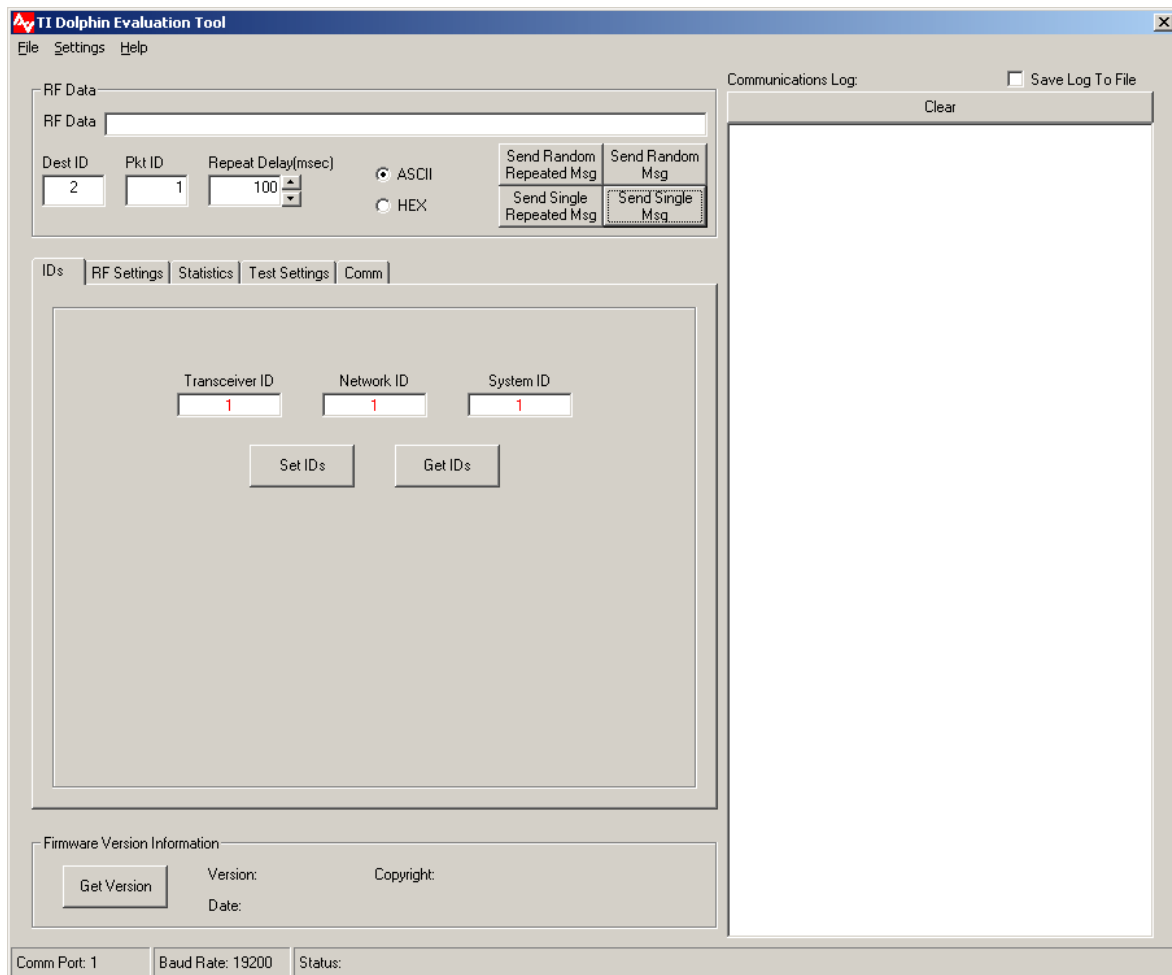 TI Dolphin Evaluation Tool
File Settings Help
RF Data
RF Data
Dest ID Pkt ID Repeat Delay(msec)
2 1 100
ASCII
HEX
Send Random Repeated Msg
Send Random Msg
Send Single Repeated Msg
Send Single Msg
IDs RF Settings Statistics Test Settings Comm
Transceiver ID Network ID System ID
1 1 1
Set IDs Get IDs
Firmware Version Information
Get Version
Version: Copyright:
Date:
Communications Log: Save Log To File
Clear
Comm Port: 1 Baud Rate: 19200 Status: